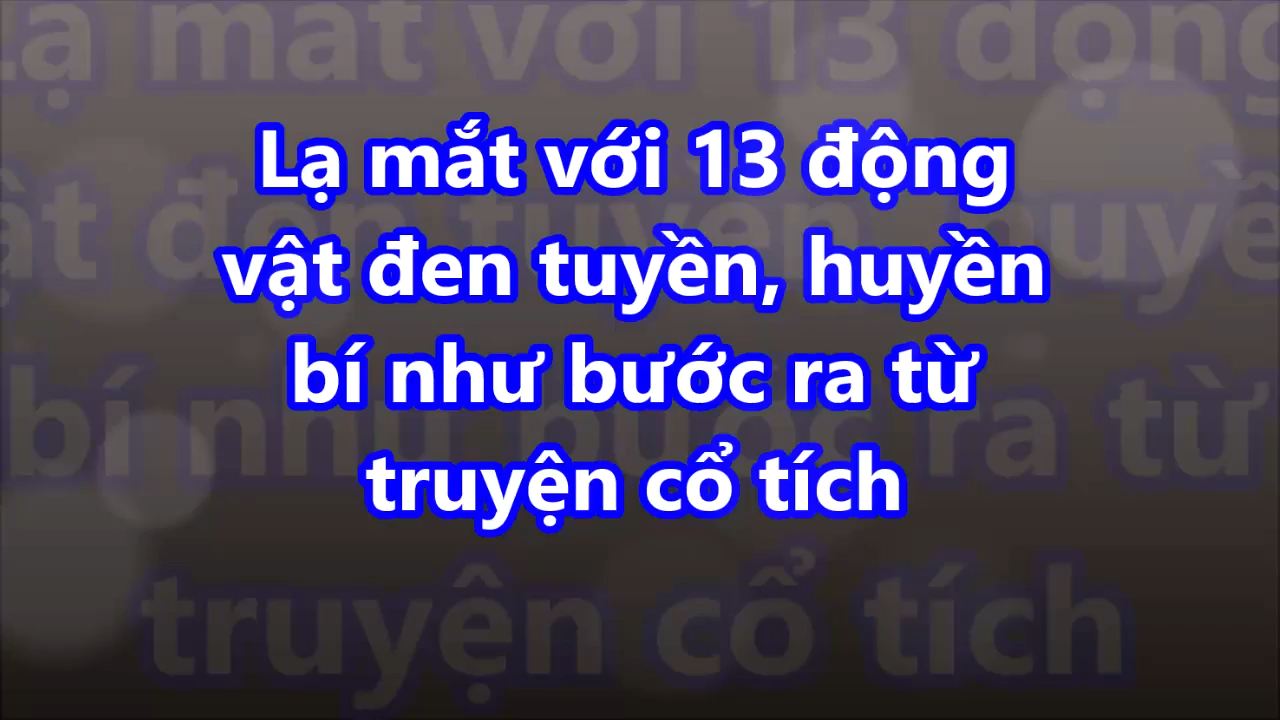 Lạ mắt với 13 động
vật đen tuyền, huyền
bí như bước ra từ
truyện cổ tích